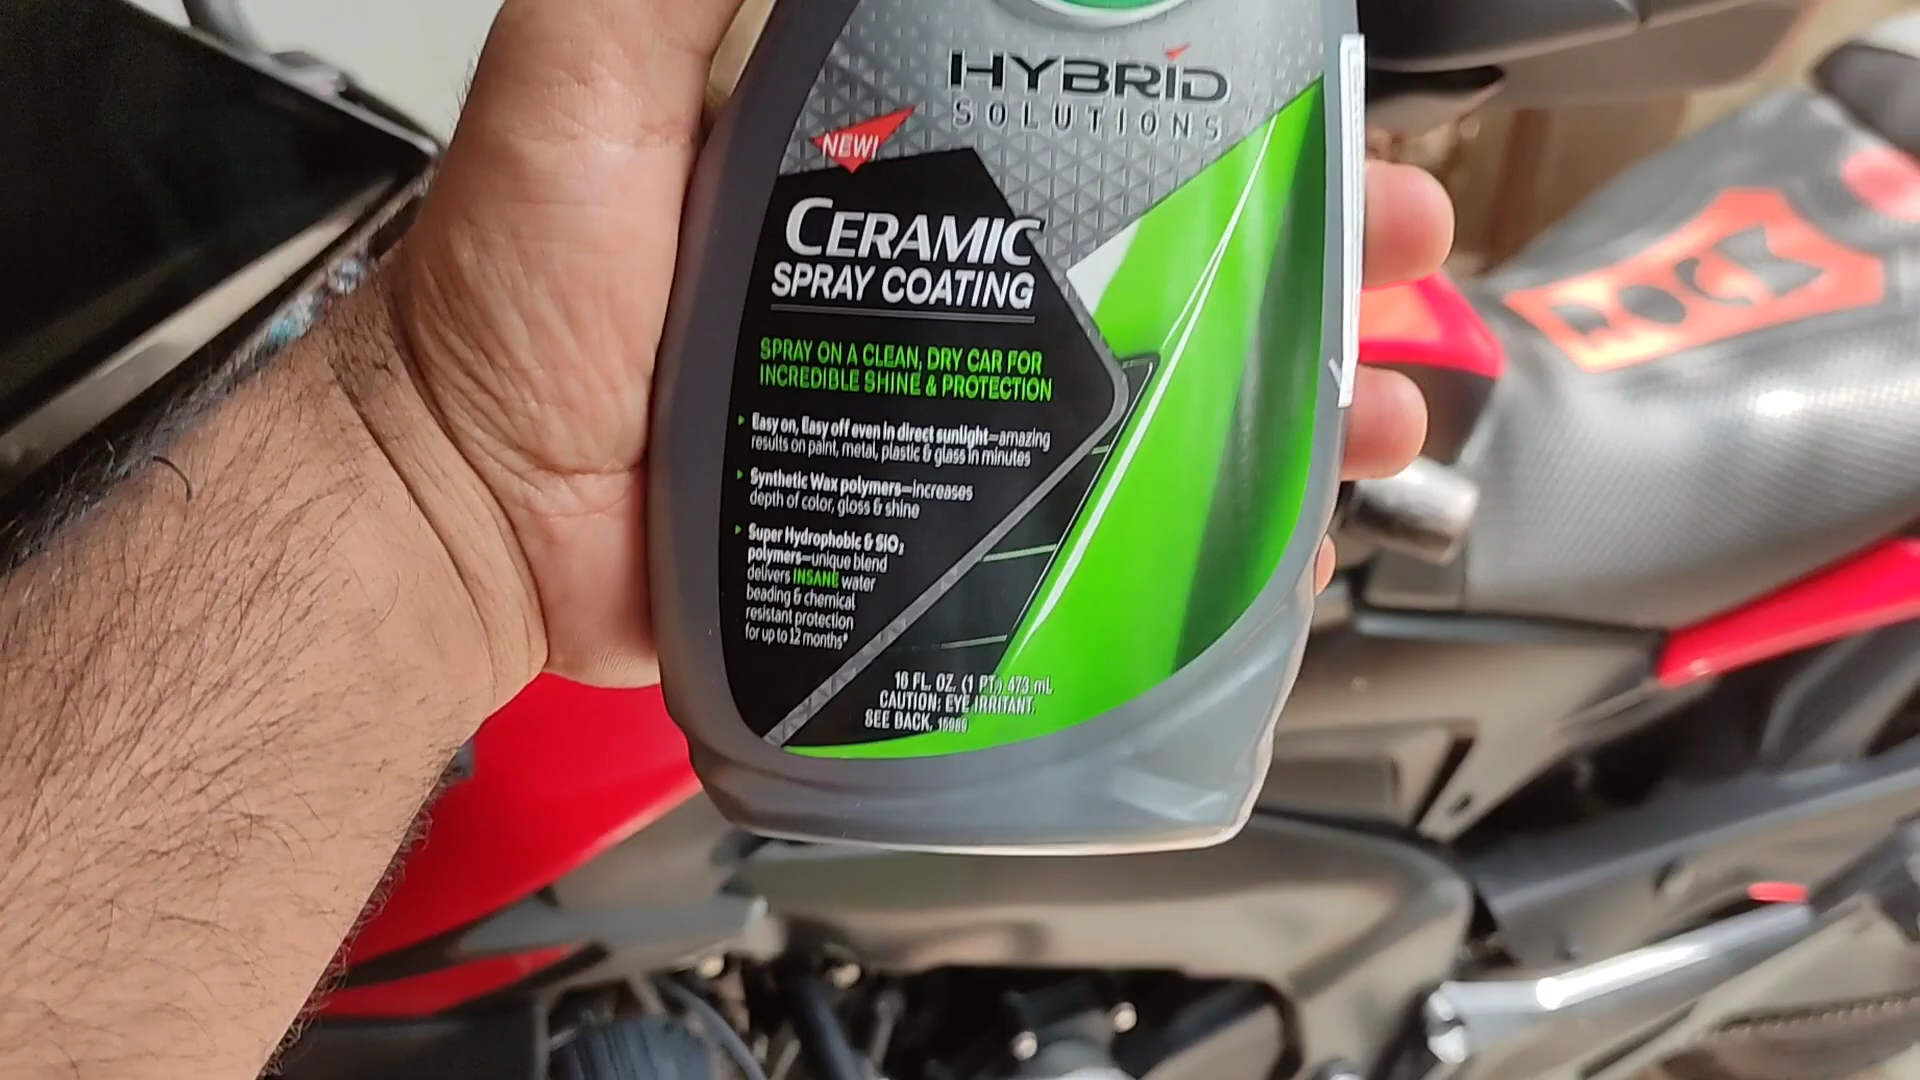 HYBRID
SOLUTIONS
NEW!
CERAMIC
SPRAY COATING
SPRAY ON A CLEAN, DRY CAR FOR
INCREDIBLE SHINE & PROTECTION
Easy on, Easy off even in direct sunlight—amazing
results on paint, metal, plastic & glass in minutes
Synthetic Wax polymers—increases
depth of color, gloss & shine
Super Hydrophobic & SiO₂
polymers—unique blend
delivers INSANE water
beading & chemical
resistant protection
for up to 12 months*
16 FL. OZ. (1 PT.) 473 mL
CAUTION: EYE IRRITANT.
SEE BACK.